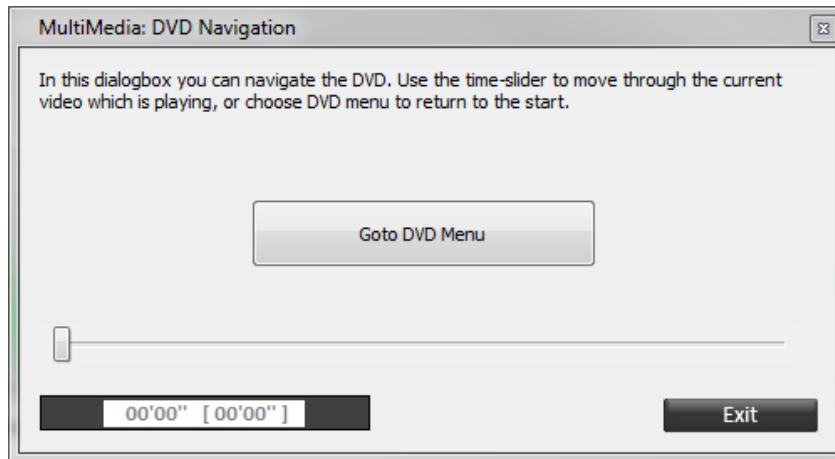 MultiMedia: DVD Navigation
In this dialogbox you can navigate the DVD. Use the time-slider to move through the current
video which is playing, or choose DVD menu to return to the start.
Goto DVD Menu
00'00" [ 00'00" ]
Exit